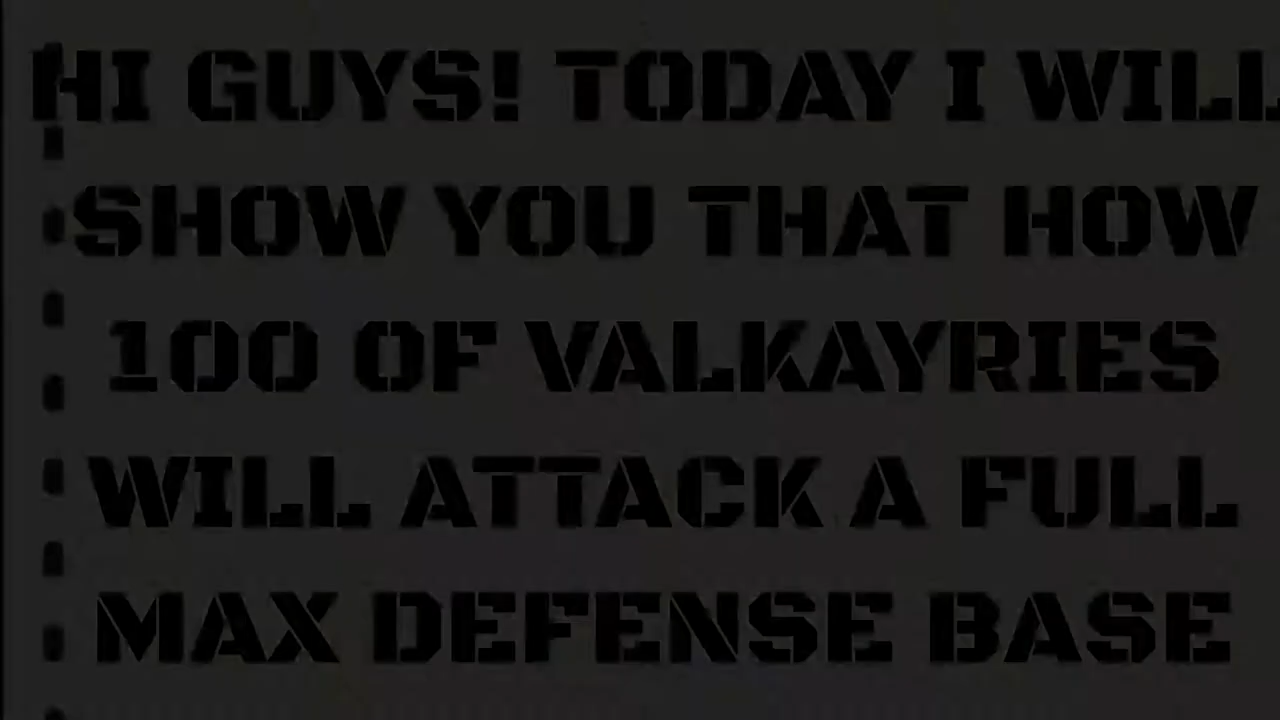 HI GUYS! TODAY I WILL
SHOW YOU THAT HOW
100 OF VALKAYRIES
WILL ATTACK A FULL
MAX DEFENSE BASE